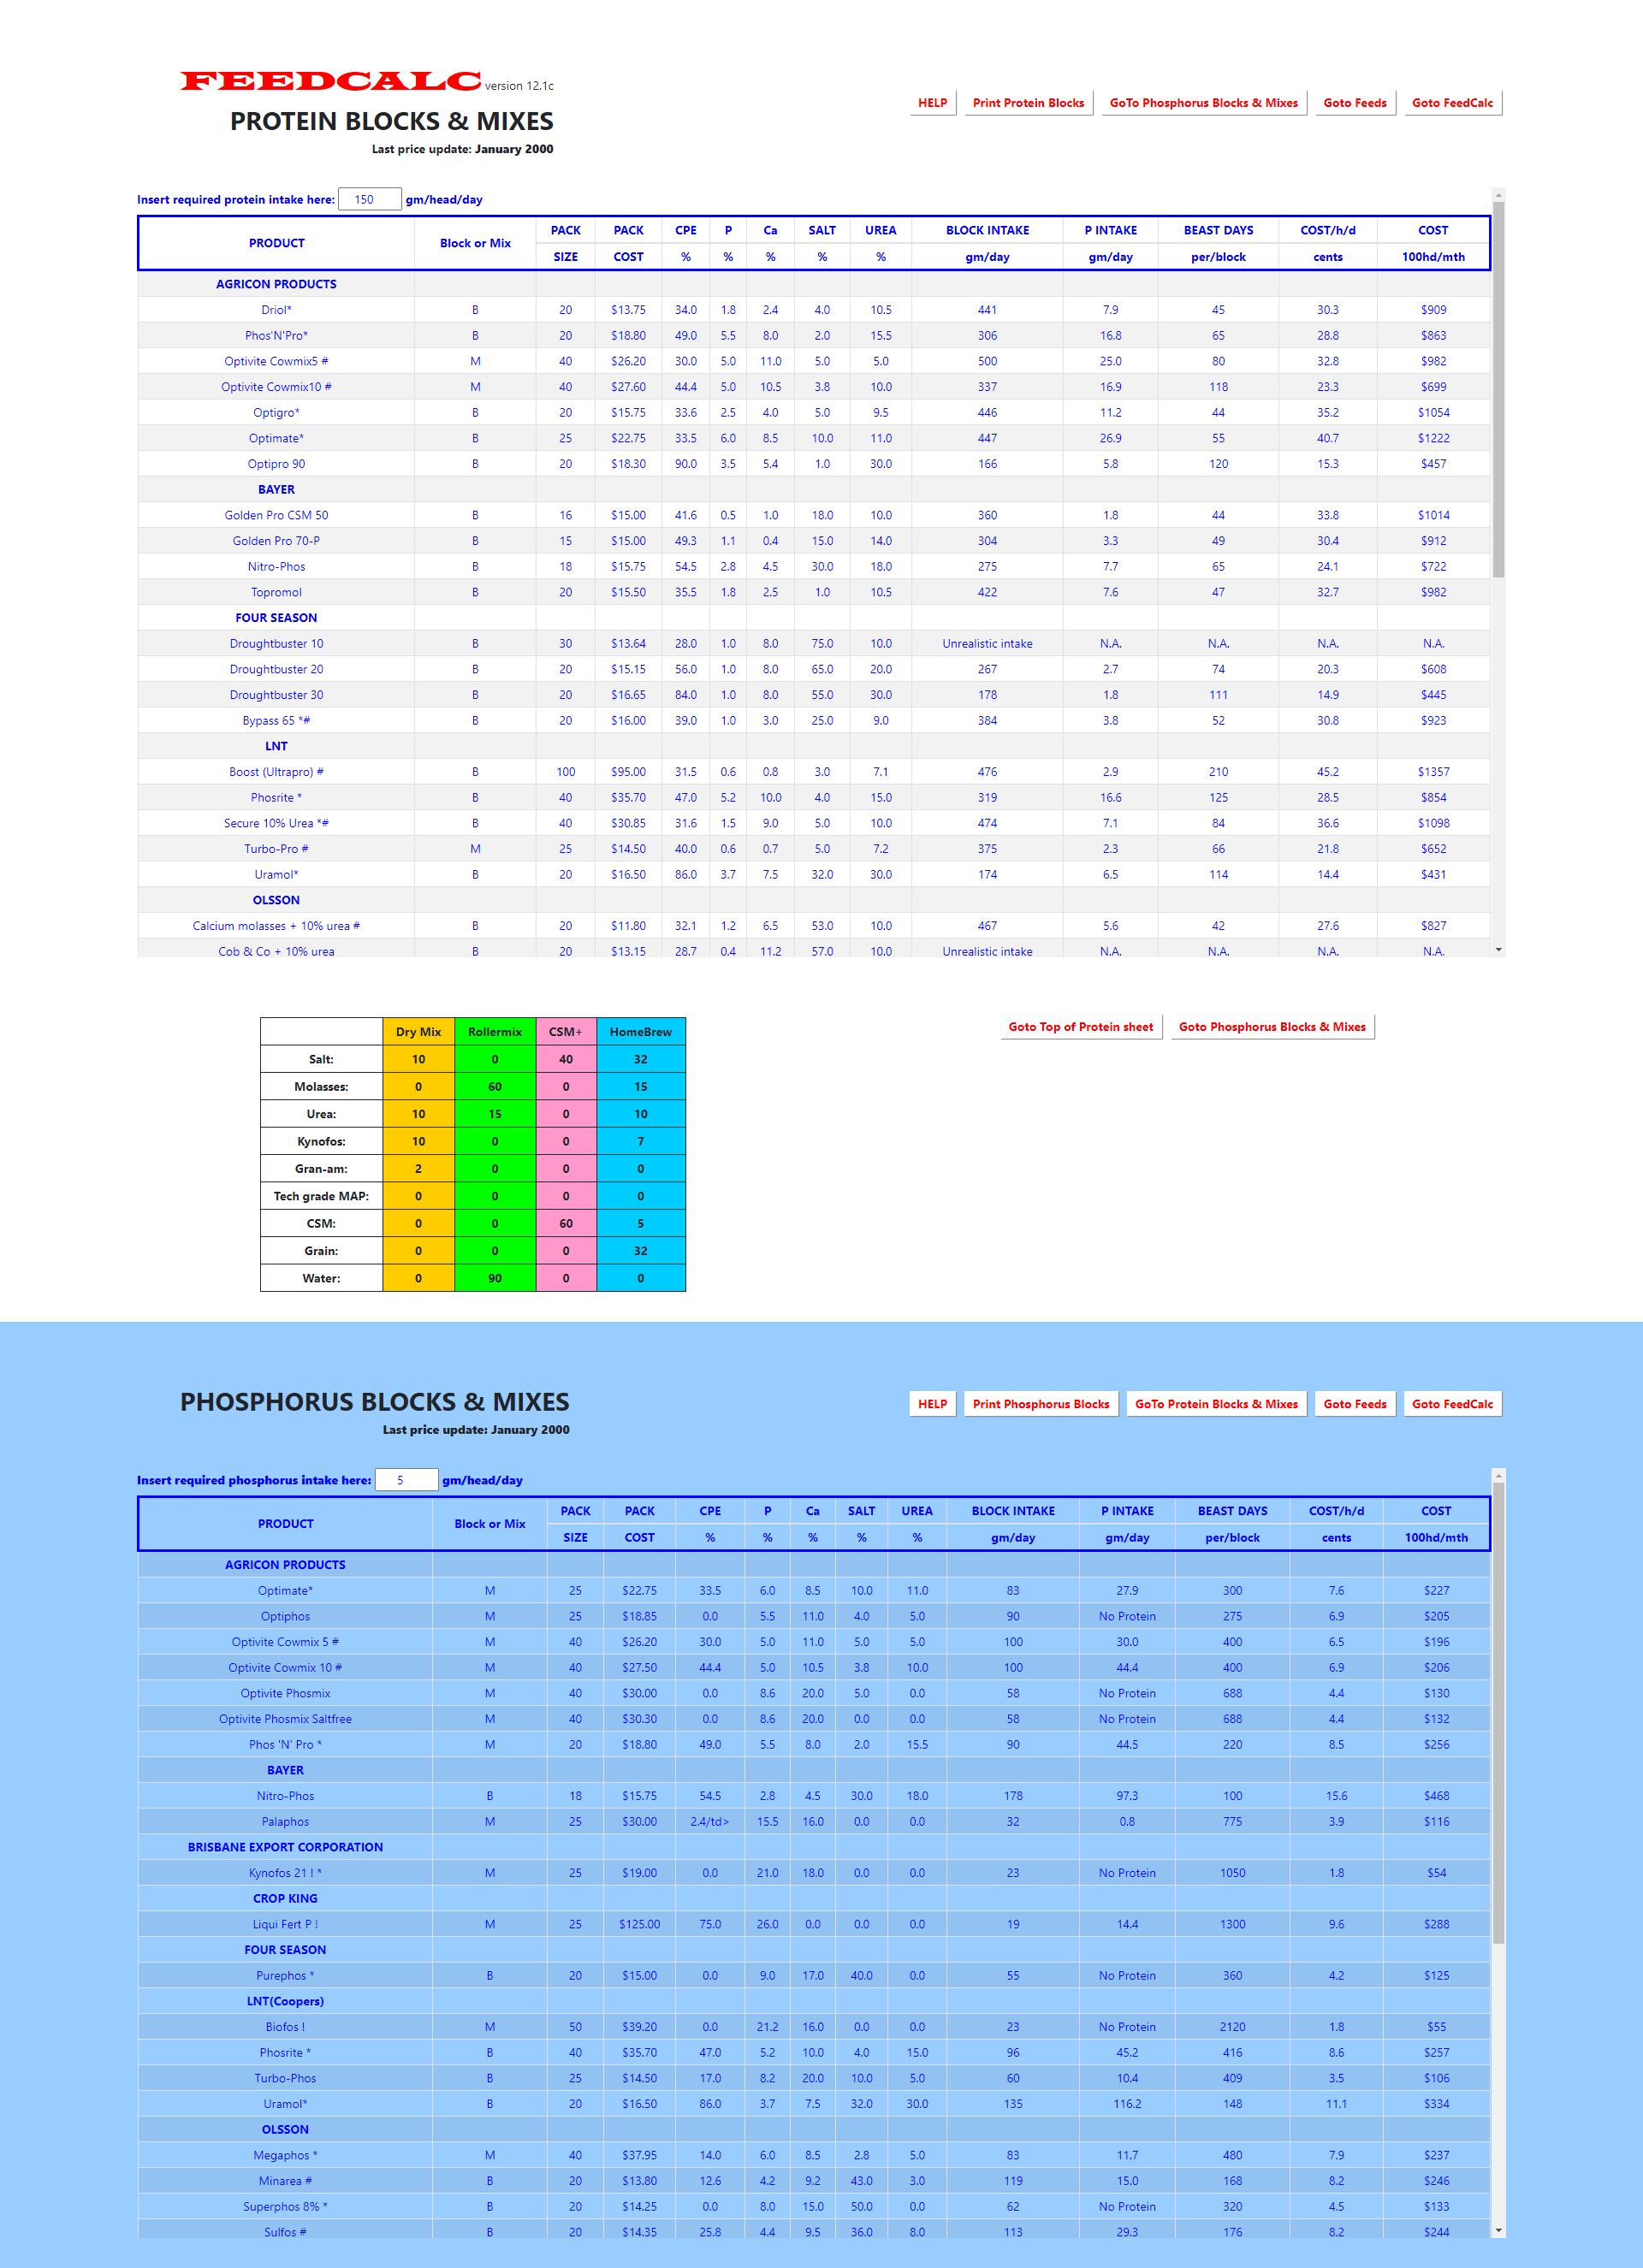 FEEDCALC version 12.1c
PROTEIN BLOCKS & MIXES
Last price update: January 2000
HELP Print Protein Blocks GoTo Phosphorus Blocks & Mixes Goto Feeds Goto FeedCalc
Insert required protein intake here: 150 gm/head/day
PRODUCT Block or Mix PACK PACK CPE P Ca SALT UREA BLOCK INTAKE P INTAKE BEAST DAYS COST/h/d COST
SIZE COST % % % % % gm/day gm/day per/block cents 100hd/mth
AGRICON PRODUCTS
Driol* B 20 $13.75 34.0 1.8 2.4 4.0 10.5 441 7.9 45 30.3 $909
Phos'N'Pro* B 20 $18.80 49.0 5.5 8.0 2.0 15.5 306 16.8 65 28.8 $863
Optivite Cowmix5 # M 40 $26.20 30.0 5.0 11.0 5.0 5.0 500 25.0 80 32.8 $982
Optivite Cowmix10 # M 40 $27.60 44.4 5.0 10.5 3.8 10.0 337 16.9 118 23.3 $699
Optigro* B 20 $15.75 33.6 2.5 4.0 5.0 9.5 446 11.2 44 35.2 $1054
Optimate* B 25 $22.75 33.5 6.0 8.5 10.0 11.0 447 26.9 55 40.7 $1222
Optipro 90 B 20 $18.30 90.0 3.5 5.4 1.0 30.0 166 5.8 120 15.3 $457
BAYER
Golden Pro CSM 50 B 16 $15.00 41.6 0.5 1.0 18.0 10.0 360 1.8 44 33.8 $1014
Golden Pro 70-P B 15 $15.00 49.3 1.1 0.4 15.0 14.0 304 3.3 49 30.4 $912
Nitro-Phos B 18 $15.75 54.5 2.8 4.5 30.0 18.0 275 7.7 65 24.1 $722
Topromol B 20 $15.50 35.5 1.8 2.5 1.0 10.5 422 7.6 47 32.7 $982
FOUR SEASON
Droughtbuster 10 B 30 $13.64 28.0 1.0 8.0 75.0 10.0 Unrealistic intake N.A. N.A. N.A. N.A.
Droughtbuster 20 B 20 $15.15 56.0 1.0 8.0 65.0 20.0 267 2.7 74 20.3 $608
Droughtbuster 30 B 20 $16.65 84.0 1.0 8.0 55.0 30.0 178 1.8 111 14.9 $445
Bypass 65 *# B 20 $16.00 39.0 1.0 3.0 25.0 9.0 384 3.8 52 30.8 $923
LNT
Boost (Ultrapro) # B 100 $95.00 31.5 0.6 0.8 3.0 7.1 476 2.9 210 45.2 $1357
Phosrite * B 40 $35.70 47.0 5.2 10.0 4.0 15.0 319 16.6 125 28.5 $854
Secure 10% Urea *# B 40 $30.85 31.6 1.5 9.0 5.0 10.0 474 7.1 84 36.6 $1098
Turbo-Pro # M 25 $14.50 40.0 0.6 0.7 5.0 7.2 375 2.3 66 21.8 $652
Uramol* B 20 $16.50 86.0 3.7 7.5 32.0 30.0 174 6.5 114 14.4 $431
OLSSON
Calcium molasses + 10% urea # B 20 $11.80 32.1 1.2 6.5 53.0 10.0 467 5.6 42 27.6 $827
Cob & Co + 10% urea B 20 $13.15 28.7 0.4 11.2 57.0 10.0 Unrealistic intake N.A. N.A. N.A. N.A.
Dry Mix Rollermix CSM+ HomeBrew
Salt: 10 0 40 32
Molasses: 0 60 0 15
Urea: 10 15 0 10
Kynofos: 10 0 0 7
Gran-am: 2 0 0 0
Tech grade MAP: 0 0 0 0
CSM: 0 0 60 5
Grain: 0 0 0 32
Water: 0 90 0 0
Goto Top of Protein sheet Goto Phosphorus Blocks & Mixes
PHOSPHORUS BLOCKS & MIXES
Last price update: January 2000
HELP Print Phosphorus Blocks GoTo Protein Blocks & Mixes Goto Feeds Goto FeedCalc
Insert required phosphorus intake here: 5 gm/head/day
PRODUCT Block or Mix PACK PACK CPE P Ca SALT UREA BLOCK INTAKE P INTAKE BEAST DAYS COST/h/d COST
SIZE COST % % % % % gm/day gm/day per/block cents 100hd/mth
AGRICON PRODUCTS
Optimate* M 25 $22.75 33.5 6.0 8.5 10.0 11.0 83 27.9 300 7.6 $227
Optiphos M 25 $18.85 0.0 5.5 11.0 4.0 5.0 90 No Protein 275 6.9 $205
Optivite Cowmix 5 # M 40 $26.20 30.0 5.0 11.0 5.0 5.0 100 30.0 400 6.5 $196
Optivite Cowmix 10 # M 40 $27.50 44.4 5.0 10.5 3.8 10.0 100 44.4 400 6.9 $206
Optivite Phosmix M 40 $30.00 0.0 8.6 20.0 5.0 0.0 58 No Protein 688 4.4 $130
Optivite Phosmix Saltfree M 40 $30.30 0.0 8.6 20.0 0.0 0.0 58 No Protein 688 4.4 $132
Phos 'N' Pro * M 20 $18.80 49.0 5.5 8.0 2.0 15.5 90 44.5 220 8.5 $256
BAYER
Nitro-Phos B 18 $15.75 54.5 2.8 4.5 30.0 18.0 178 97.3 100 15.6 $468
Palaphos M 25 $30.00 2.4/td> 15.5 16.0 0.0 0.0 32 0.8 775 3.9 $116
BRISBANE EXPORT CORPORATION
Kynofos 21 ! * M 25 $19.00 0.0 21.0 18.0 0.0 0.0 23 No Protein 1050 1.8 $54
CROP KING
Liqui Fert P ! M 25 $125.00 75.0 26.0 0.0 0.0 0.0 19 14.4 1300 9.6 $288
FOUR SEASON
Purephos * B 20 $15.00 0.0 9.0 17.0 40.0 0.0 55 No Protein 360 4.2 $125
LNT(Coopers)
Biofos ! M 50 $39.20 0.0 21.2 16.0 0.0 0.0 23 No Protein 2120 1.8 $55
Phosrite * B 40 $35.70 47.0 5.2 10.0 4.0 15.0 96 45.2 416 8.6 $257
Turbo-Phos B 25 $14.50 17.0 8.2 20.0 10.0 5.0 60 10.4 409 3.5 $106
Uramol* B 20 $16.50 86.0 3.7 7.5 32.0 30.0 135 116.2 148 11.1 $334
OLSSON
Megaphos * M 40 $37.95 14.0 6.0 8.5 2.8 5.0 83 11.7 480 7.9 $237
Minarea # B 20 $13.80 12.6 4.2 9.2 43.0 3.0 119 15.0 168 8.2 $246
Superphos 8% * B 20 $14.25 0.0 8.0 15.0 50.0 0.0 62 No Protein 320 4.5 $133
Sulfos # B 20 $14.35 25.8 4.4 9.5 36.0 8.0 113 29.3 176 8.2 $244